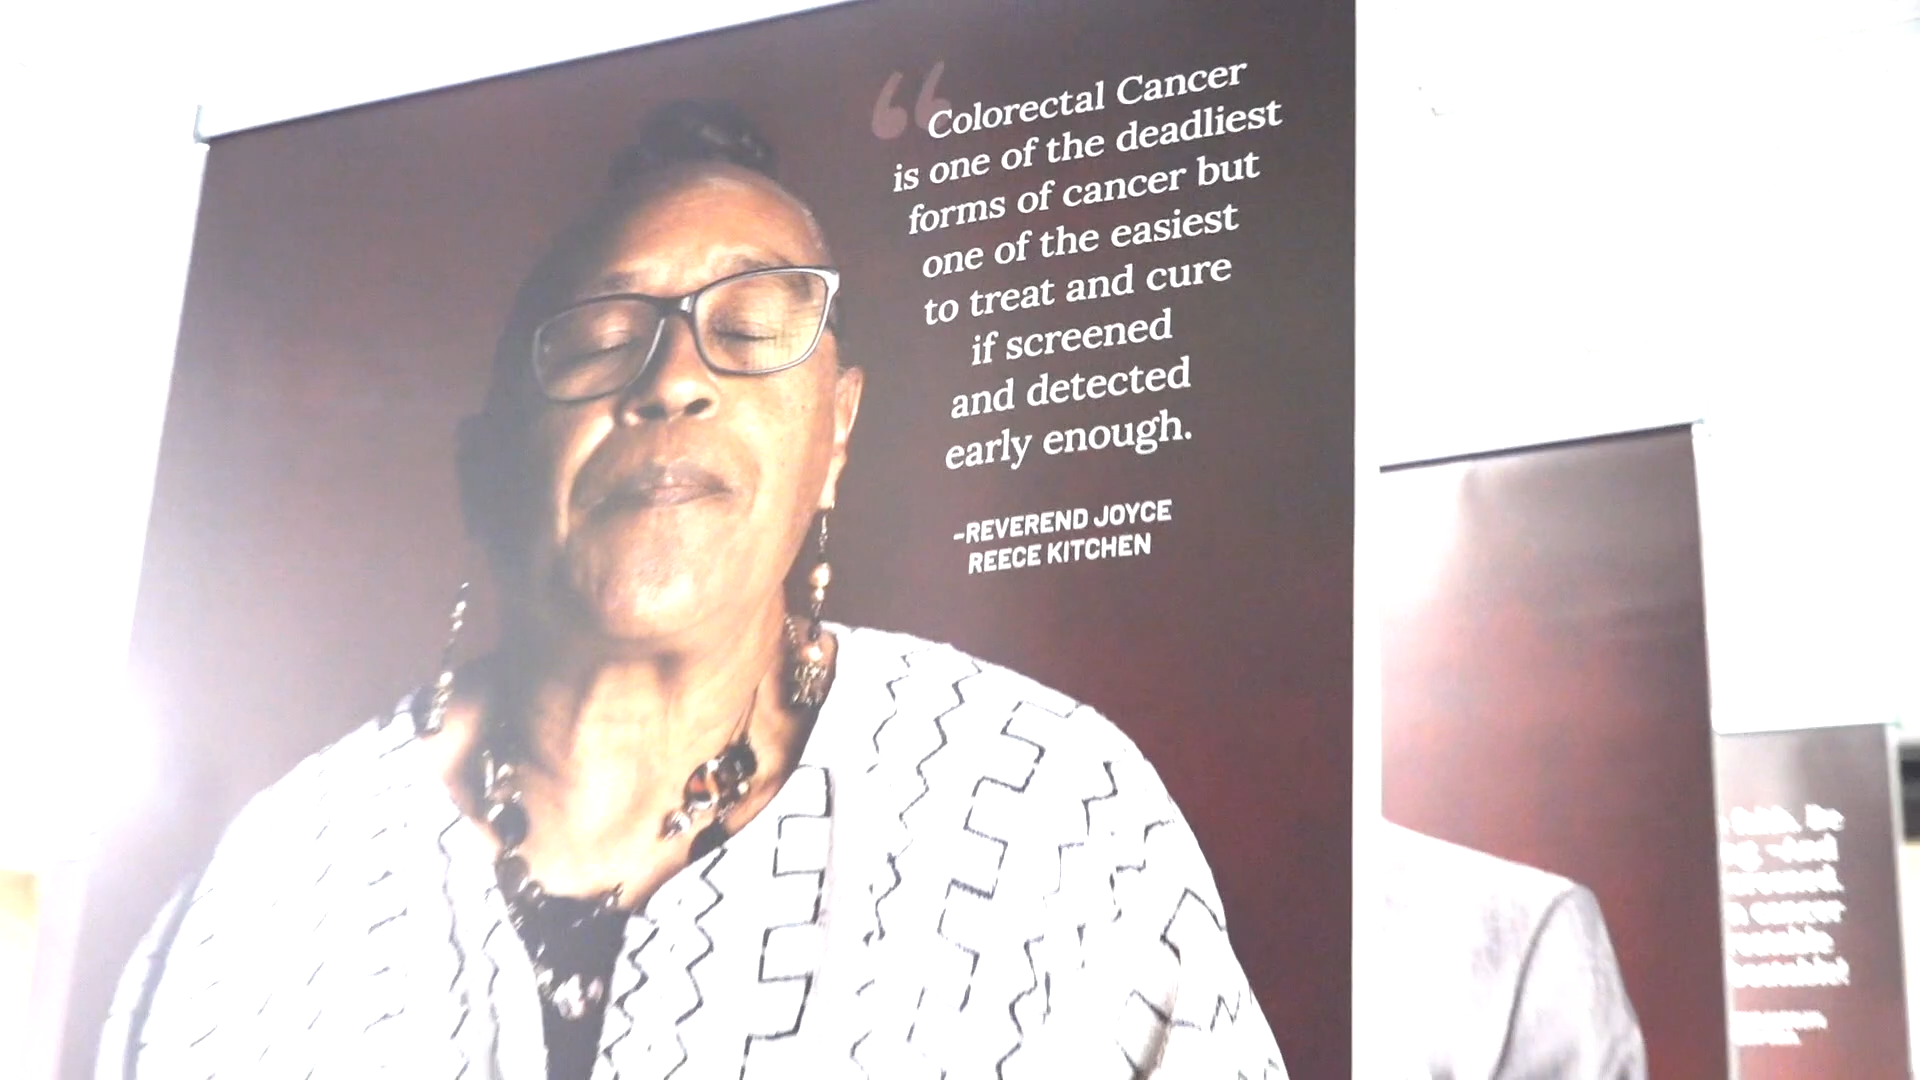 “Colorectal Cancer
is one of the deadliest
forms of cancer but
one of the easiest
to treat and cure
if screened
and detected
early enough.
-REVEREND JOYCE
REECE KITCHEN
cancer